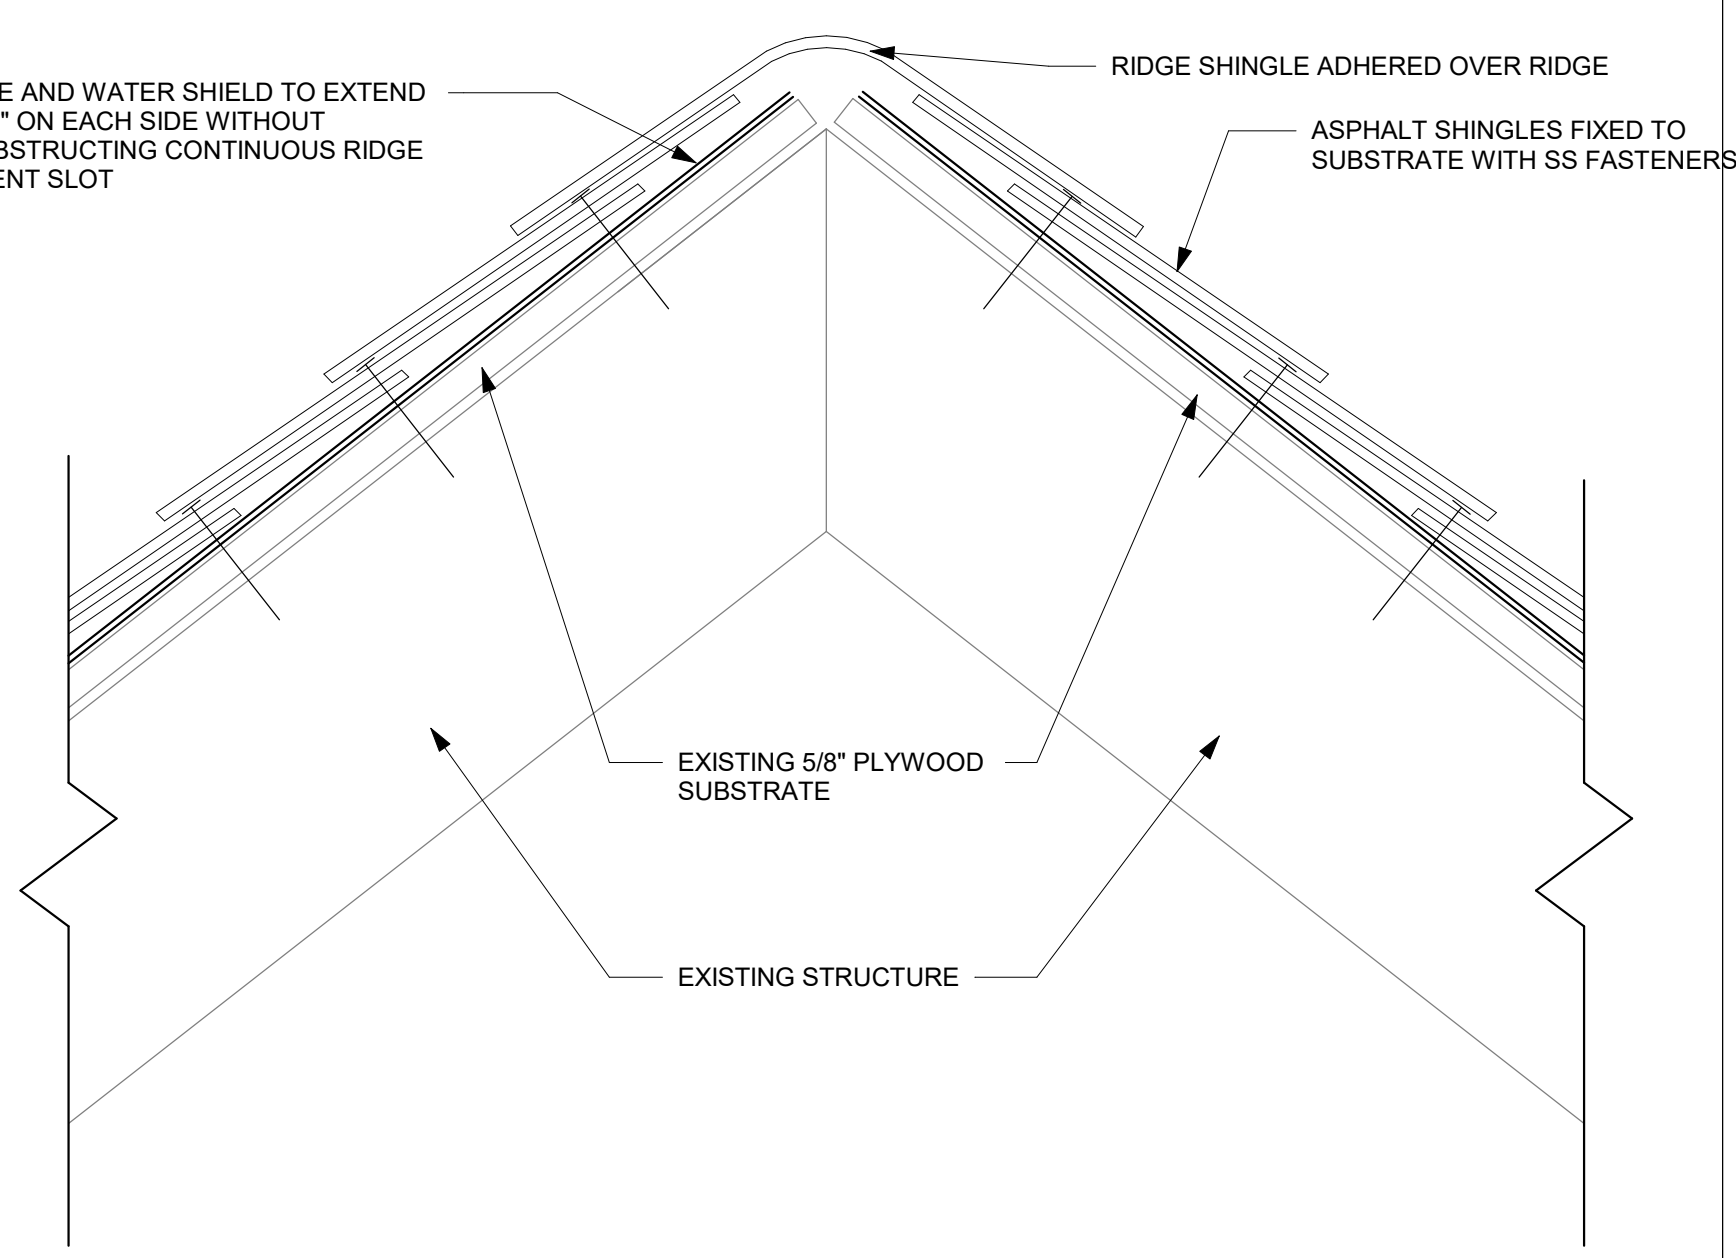 RIDGE SHINGLE ADHERED OVER RIDGE
E AND WATER SHIELD TO EXTEND
" ON EACH SIDE WITHOUT
BSTRUCTING CONTINUOUS RIDGE
ENT SLOT
ASPHALT SHINGLES FIXED TO
SUBSTRATE WITH SS FASTENERS
EXISTING 5/8" PLYWOOD
SUBSTRATE
EXISTING STRUCTURE